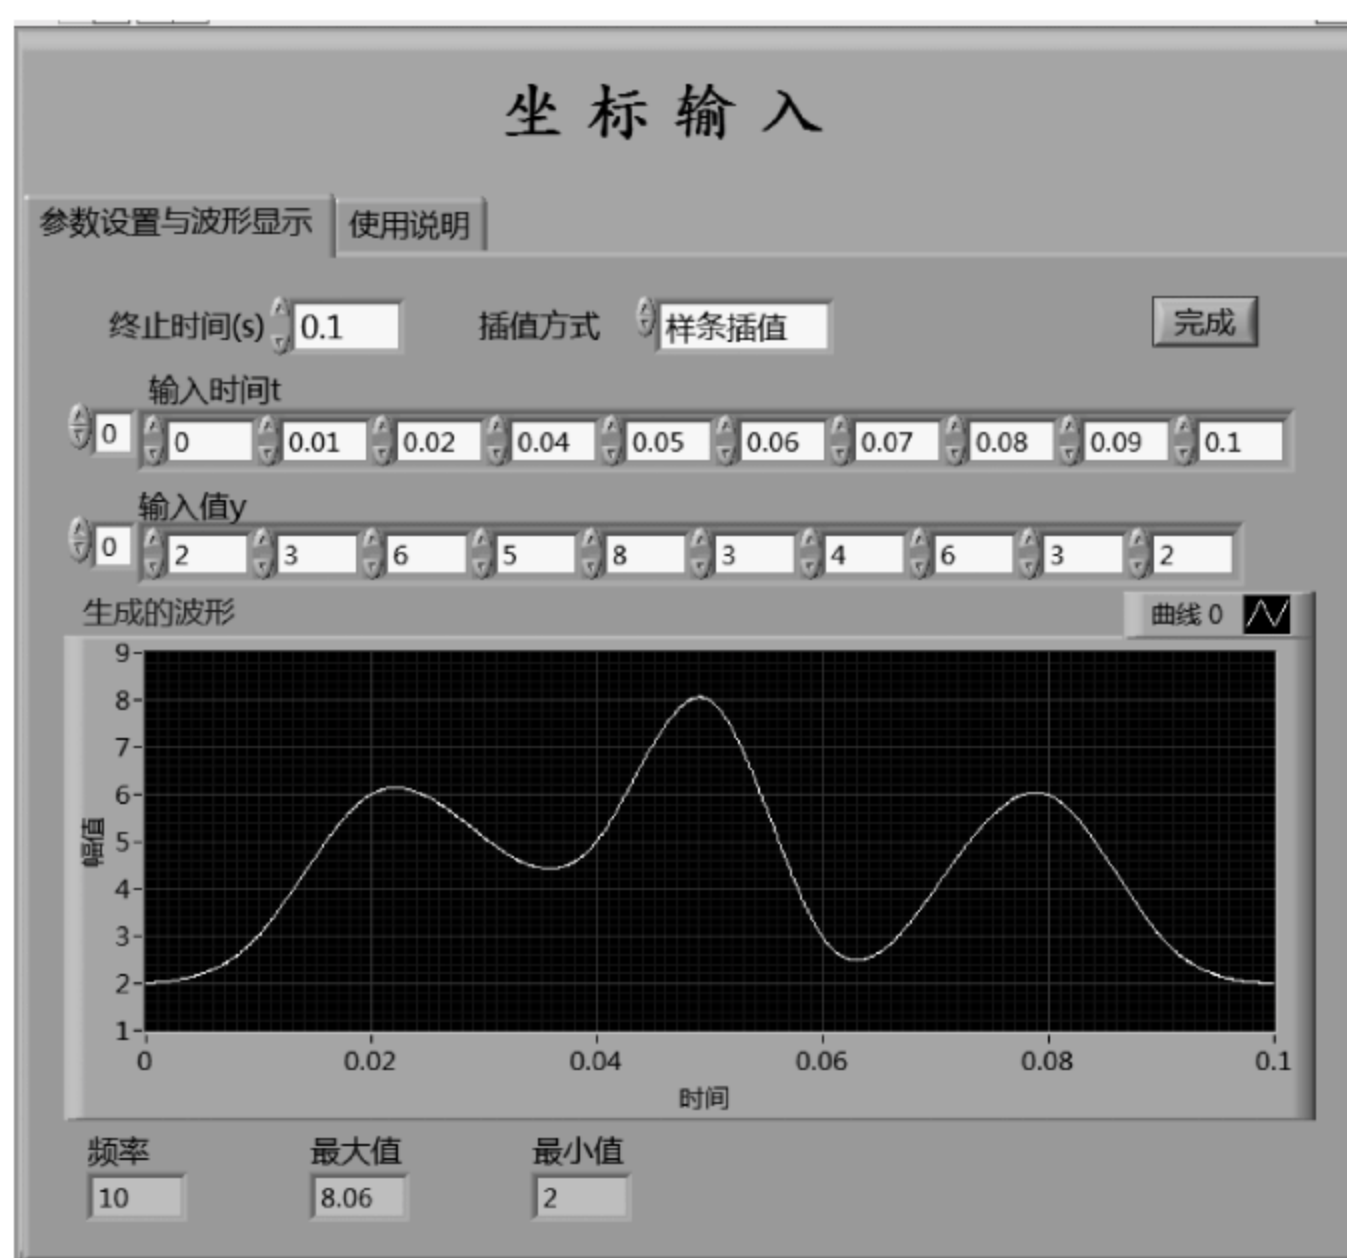 坐标输入
参数设置与波形显示 使用说明
终止时间(s) 0.1 插值方式 样条插值 完成
输入时间t
0 0 0.01 0.02 0.04 0.05 0.06 0.07 0.08 0.09 0.1
输入值y
0 2 3 6 5 8 3 4 6 3 2
生成的波形 曲线 0
9
8
7
6
5
4
3
2
1
幅值
0 0.02 0.04 0.06 0.08 0.1
时间
频率 最大值 最小值
10 8.06 2